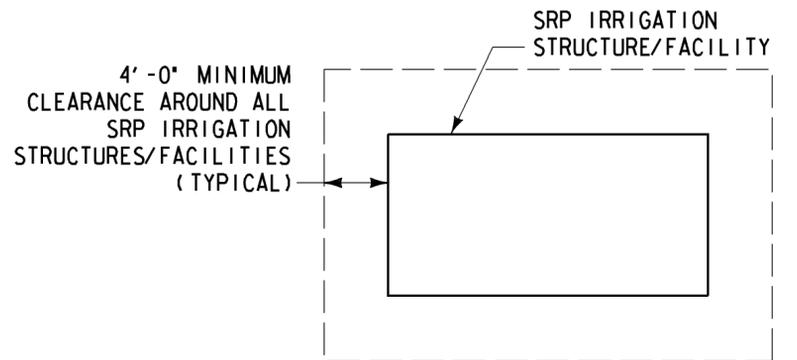 SRP IRRIGATION
STRUCTURE/FACILITY
4'-0" MINIMUM
CLEARANCE AROUND ALL
SRP IRRIGATION
STRUCTURES/FACILITIES
(TYPICAL)